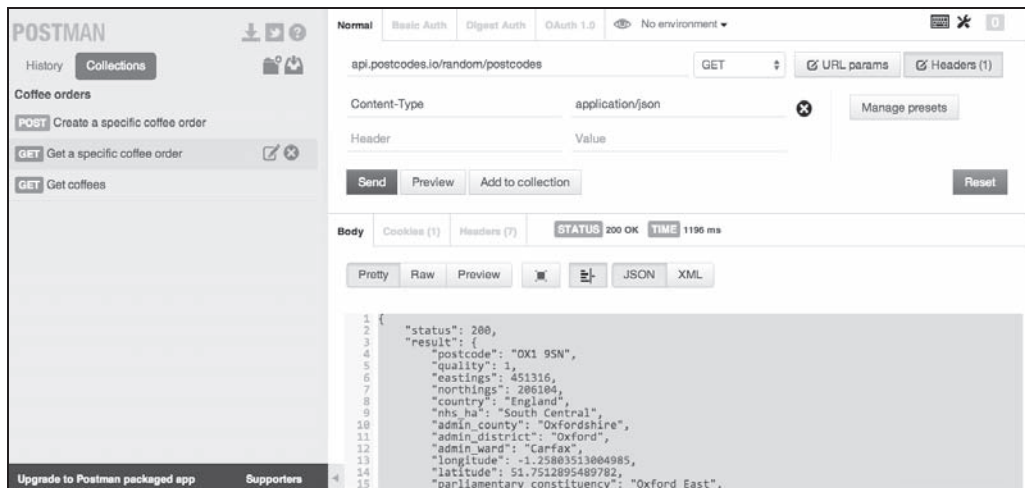 POSTMAN
History Collections
Coffee orders
POST Create a specific coffee order
GET Get a specific coffee order
GET Get coffees
Upgrade to Postman packaged app Supporters
Normal Basic Auth Digest Auth OAuth 1.0 No environment
0
api.postcodes.io/random/postcodes GET URL params Headers (1)
Content-Type application/json Manage presets
Header Value
Send Preview Add to collection Reset
Body Cookies (1) Headers (7) STATUS 200 OK TIME 1196 ms
Pretty Raw Preview JSON XML
1 {
2 "status": 200,
3 "result": {
4 "postcode": "OX1 9SN",
5 "quality": 1,
6 "eastings": 451316,
7 "northings": 206104,
8 "country": "England",
9 "nhs_ha": "South Central",
10 "admin_county": "Oxfordshire",
11 "admin_district": "Oxford",
12 "admin_ward": "Carfax",
13 "longitude": -1.25803513004985,
14 "latitude": 51.7512895489782,
15 "parliamentary_constituency": "Oxford East",